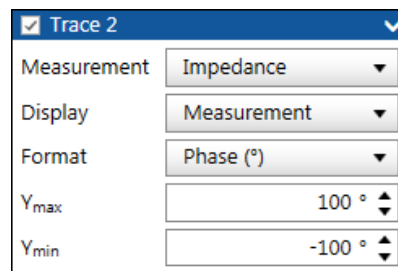 Trace 2
Measurement Impedance
Display Measurement
Format Phase (°)
Ymax 100 °
Ymin -100 °